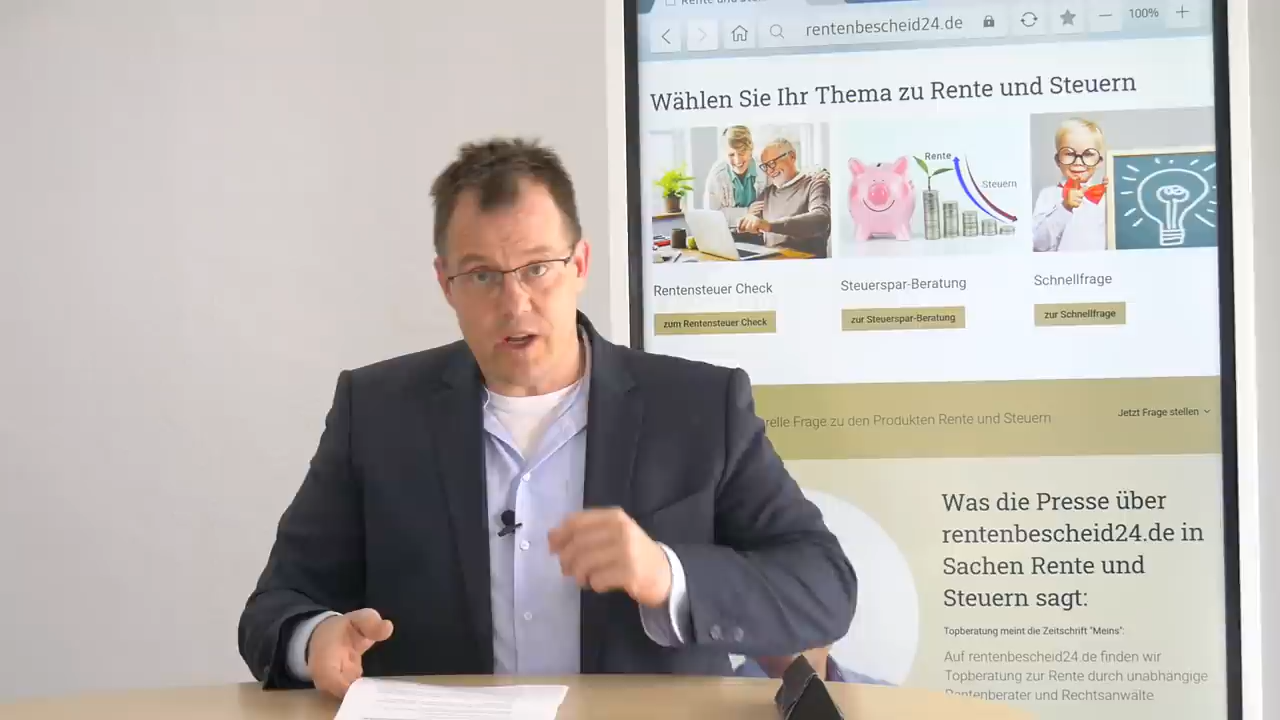 Rente und
rentenbescheid24.de
100%
Wählen Sie Ihr Thema zu Rente und Steuern
Rente
Steuern
Rentensteuer Check
Steuerspar-Beratung
Schnellfrage
zum Rentensteuer Check
zur Steuerspar-Beratung
zur Schnellfrage
Frage zu den Produkten Rente und Steuern
Jetzt Frage stellen
Was die Presse über
rentenbescheid24.de in
Sachen Rente und
Steuern sagt:
Topberatung meint die Zeitschrift "Meins":
Auf rentenbescheid24.de finden wir
Topberatung zur Rente durch unabhängige
Rentenberater und Rechtsanwälte